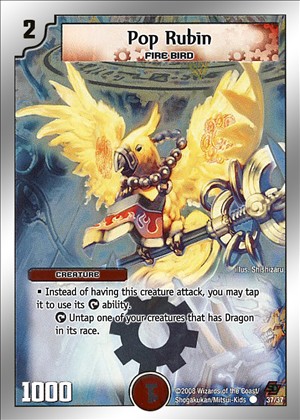 2
Pop Rubin
FIRE BIRD
Illus. Shishizaru
CREATURE
▪ Instead of having this creature attack, you may tap
it to use its ability.
Untap one of your creatures that has Dragon
in its race.
1000
1
©2008 Wizards of the Coast/
Shogakukan/Mitsui-Kids
37/37